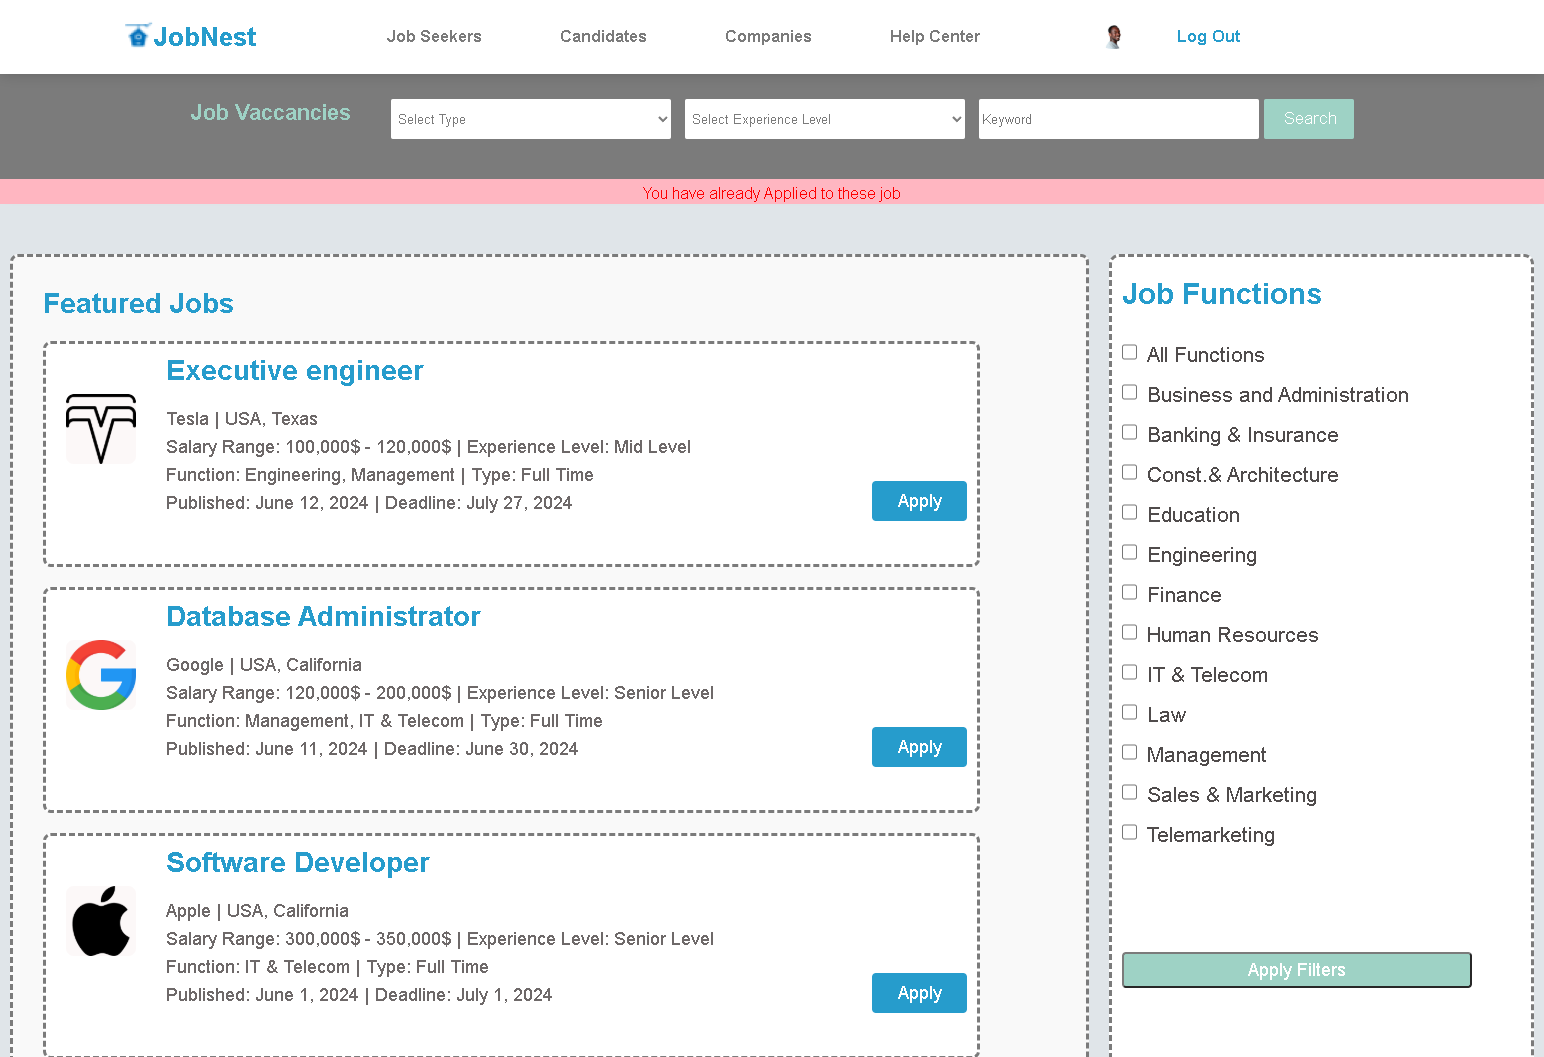 JobNest
Job Seekers
Candidates
Companies
Help Center
Log Out
Job Vaccancies
Select Type
Select Experience Level
Keyword
Search
You have already Applied to these job
Featured Jobs
Executive engineer
Tesla | USA, Texas
Salary Range: 100,000$ - 120,000$ | Experience Level: Mid Level
Function: Engineering, Management | Type: Full Time
Published: June 12, 2024 | Deadline: July 27, 2024
Apply
Database Administrator
Google | USA, California
Salary Range: 120,000$ - 200,000$ | Experience Level: Senior Level
Function: Management, IT & Telecom | Type: Full Time
Published: June 11, 2024 | Deadline: June 30, 2024
Apply
Software Developer
Apple | USA, California
Salary Range: 300,000$ - 350,000$ | Experience Level: Senior Level
Function: IT & Telecom | Type: Full Time
Published: June 1, 2024 | Deadline: July 1, 2024
Apply
Job Functions
All Functions
Business and Administration
Banking & Insurance
Const.& Architecture
Education
Engineering
Finance
Human Resources
IT & Telecom
Law
Management
Sales & Marketing
Telemarketing
Apply Filters